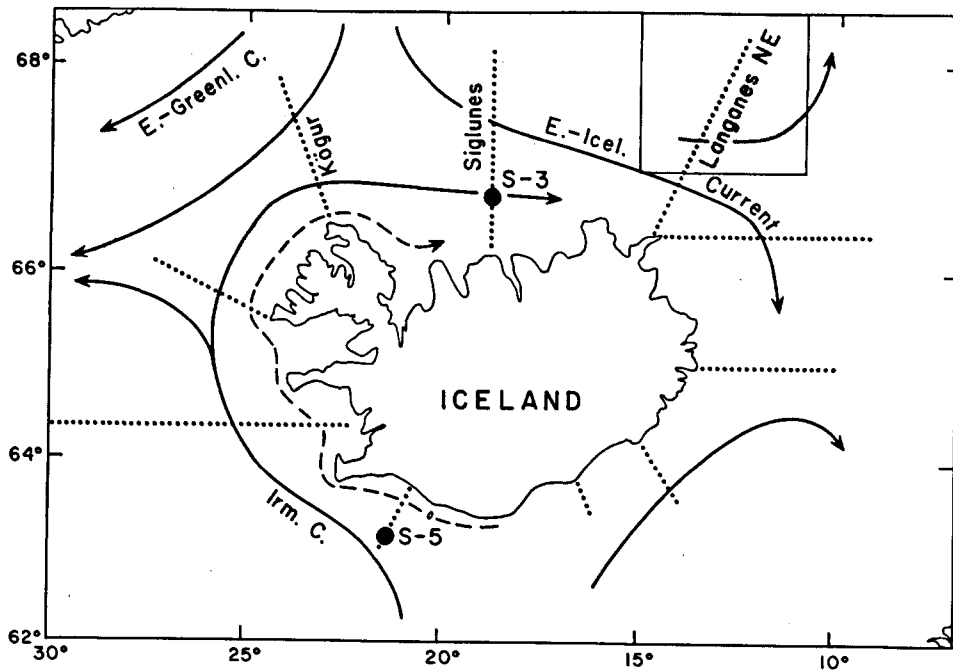 68°
66°
64°
62°
30°
25°
20°
15°
10°
E.-Greenl. C.
Kögur
Siglunes
S-3
E.-Icel.
Current
Langanes NE
ICELAND
Irm. C.
S-5